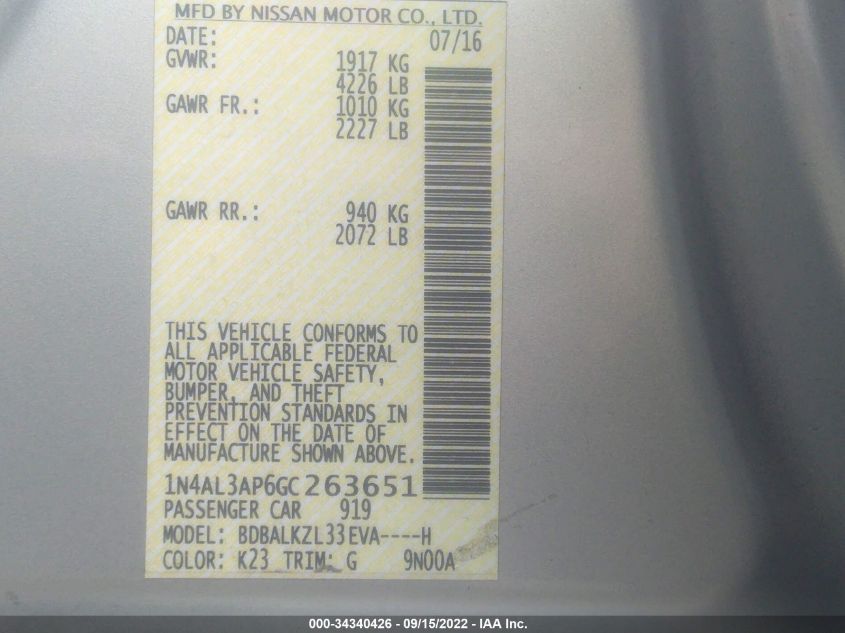 MFD BY NISSAN MOTOR CO., LTD.
DATE: 07/16
GVWR: 1917 KG
4226 LB
GAWR FR.: 1010 KG
2227 LB
GAWR RR.: 940 KG
2072 LB
THIS VEHICLE CONFORMS TO
ALL APPLICABLE FEDERAL
MOTOR VEHICLE SAFETY,
BUMPER, AND THEFT
PREVENTION STANDARDS IN
EFFECT ON THE DATE OF
MANUFACTURE SHOWN ABOVE.
1N4AL3AP6GC263651
PASSENGER CAR 919
MODEL: BDBALKZL33EVA----H
COLOR: K23 TRIM: G 9N00A
000-34340426 - 09/15/2022 - IAA Inc.